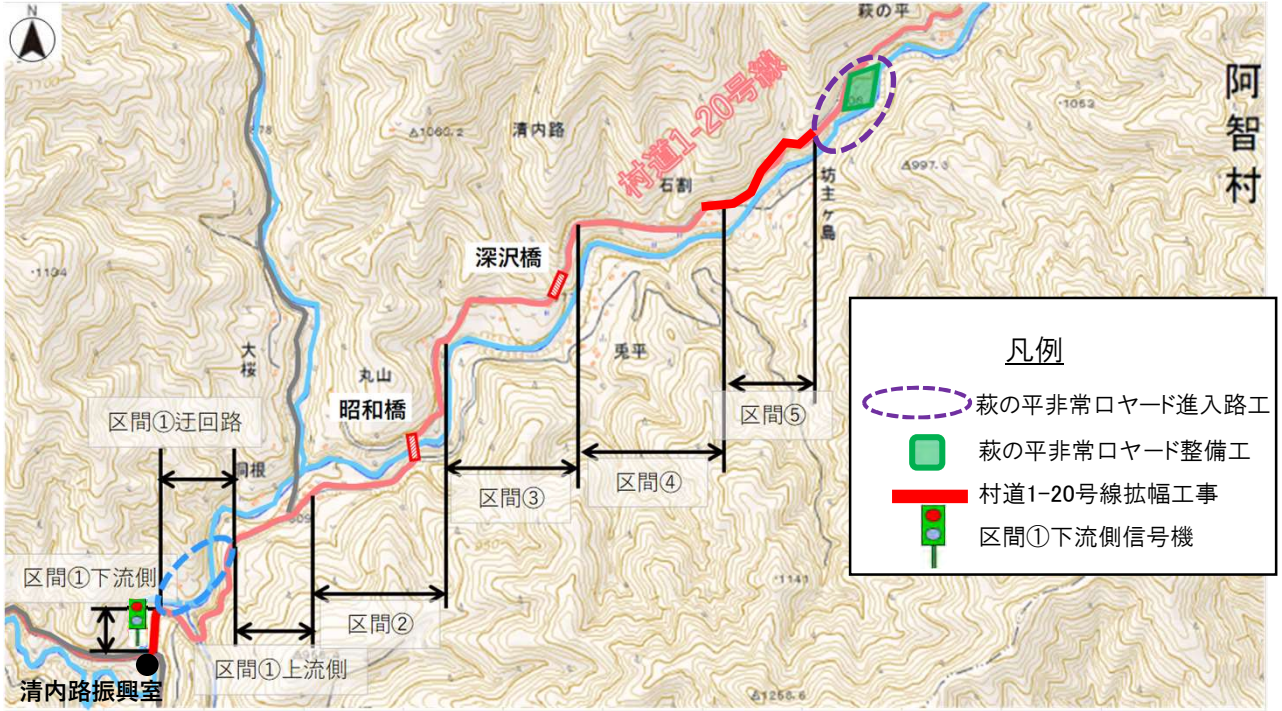 N
萩の平
阿智村
村道1-20号線
清内路
石割
坊主ヶ島
・1053
△1060.2
△997.3
深沢橋
・1104
大桜
丸山
昭和橋
兎平
区間①迂回路
洞根
区間⑤
区間④
区間③
区間②
区間①下流側
区間①上流側
清内路振興室
・1141
△1256.6
凡例
萩の平非常口ヤード進入路工
萩の平非常口ヤード整備工
村道1-20号線拡幅工事
区間①下流側信号機